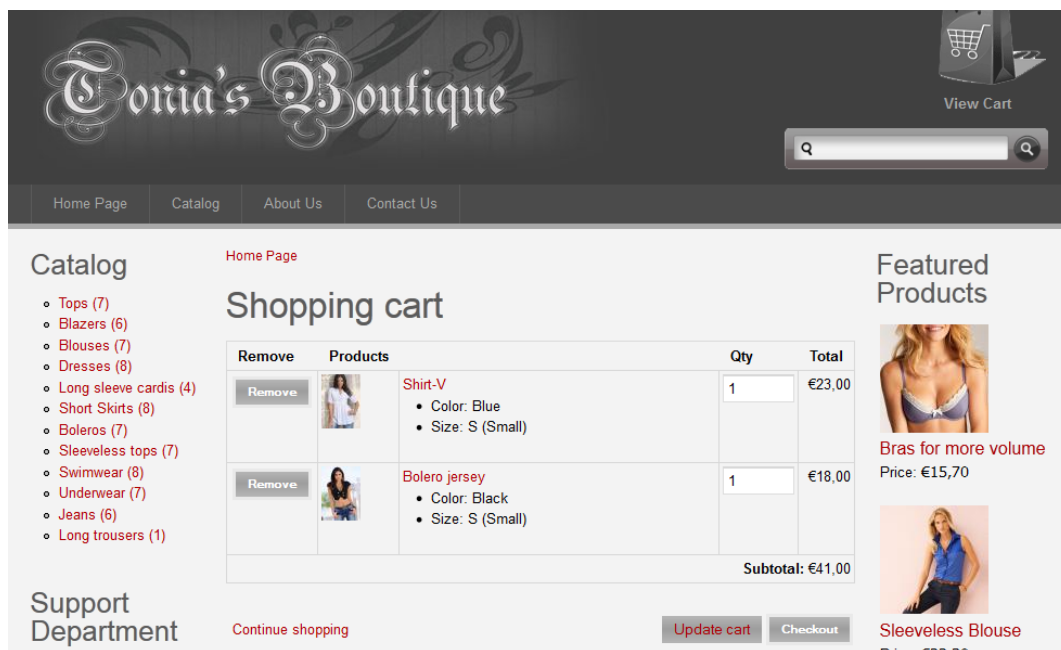 Tonia's Boutique
View Cart
Home Page
Catalog
About Us
Contact Us
Catalog
Tops (7)
Blazers (6)
Blouses (7)
Dresses (8)
Long sleeve cardis (4)
Short Skirts (8)
Boleros (7)
Sleeveless tops (7)
Swimwear (8)
Underwear (7)
Jeans (6)
Long trousers (1)
Support
Department
Home Page
Shopping cart
Remove Products Qty Total
Remove Shirt-V 1 €23,00
Color: Blue
Size: S (Small)
Remove Bolero jersey 1 €18,00
Color: Black
Size: S (Small)
Subtotal: €41,00
Continue shopping Update cart Checkout
Featured
Products
Bras for more volume
Price: €15,70
Sleeveless Blouse